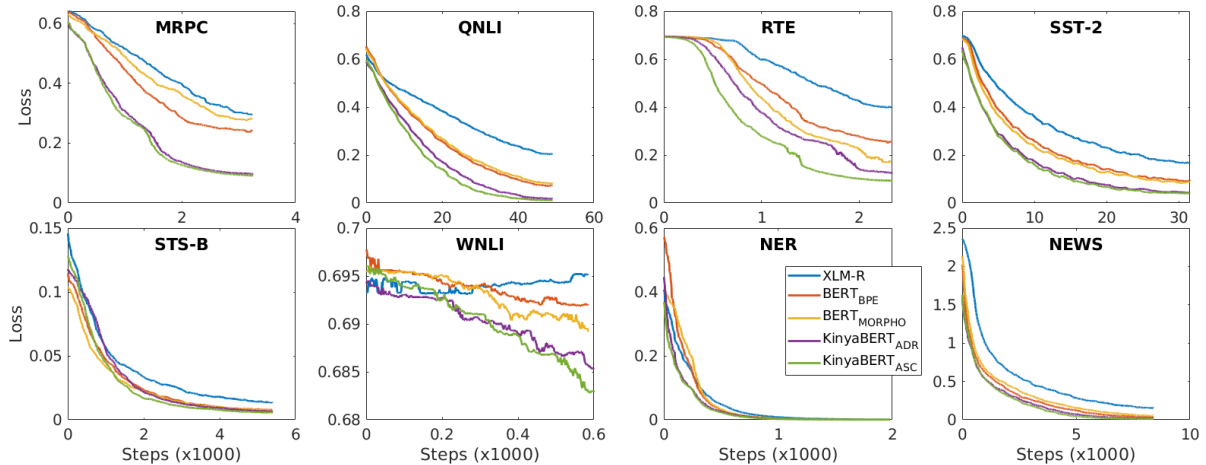 MRPC
QNLI
RTE
SST-2
Loss
0 0.2 0.4 0.6
0 2 4
0 0.2 0.4 0.6 0.8
0 20 40 60
0 0.2 0.4 0.6 0.8
0 1 2
0 0.2 0.4 0.6 0.8
0 10 20 30
STS-B
WNLI
NER
NEWS
Loss
0 0.05 0.1 0.15
0 2 4 6
0.68 0.685 0.69 0.695 0.7
0 0.2 0.4 0.6
0 0.2 0.4 0.6
0 1 2
0 0.5 1 1.5 2 2.5
0 5 10
XLM-R
BERT_BPE
BERT_MORPHO
KinyaBERT_ADR
KinyaBERT_ASC
Steps (x1000)
Steps (x1000)
Steps (x1000)
Steps (x1000)